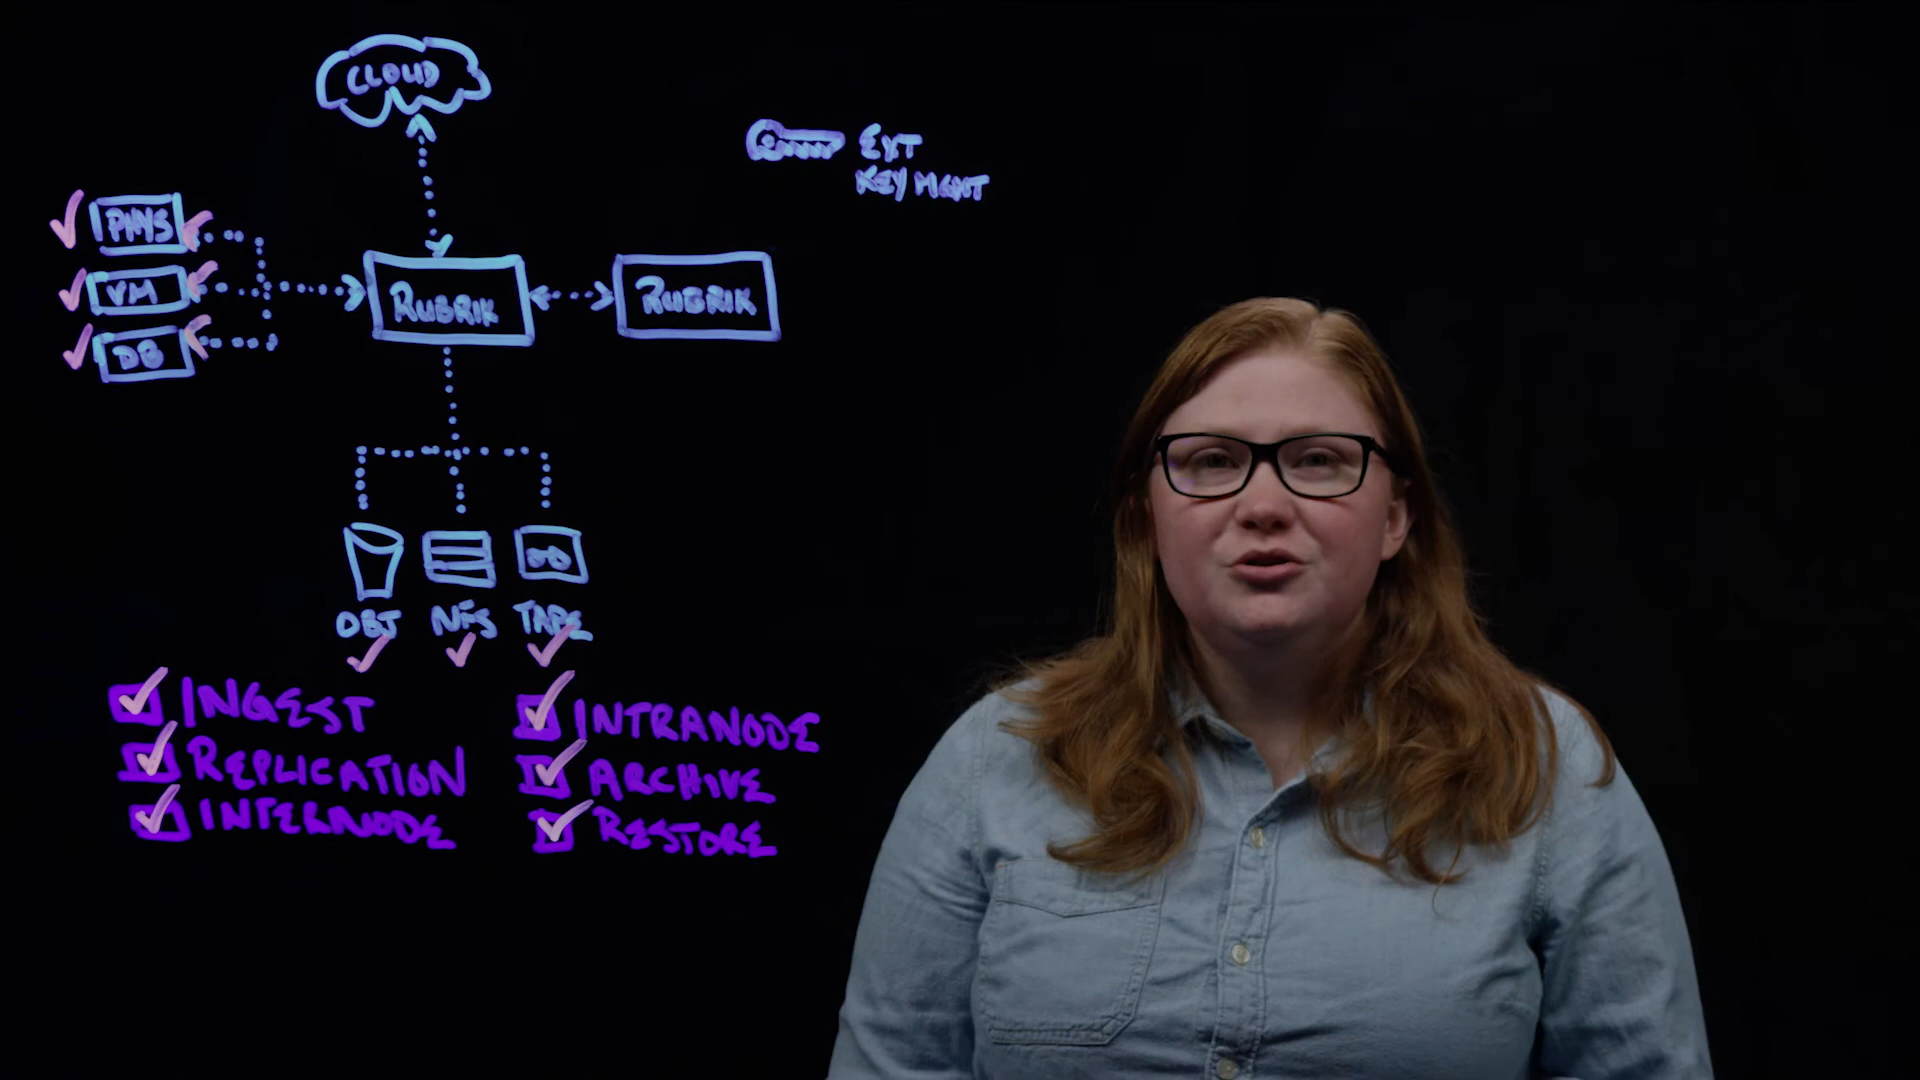 CLOUD
EXT
KEY MGMT
PHYS
VM
DB
RUBRIK
RUBRIK
OBJ
NFS
TAPE
INGEST
REPLICATION
INTERNODE
INTRANODE
ARCHIVE
RESTORE